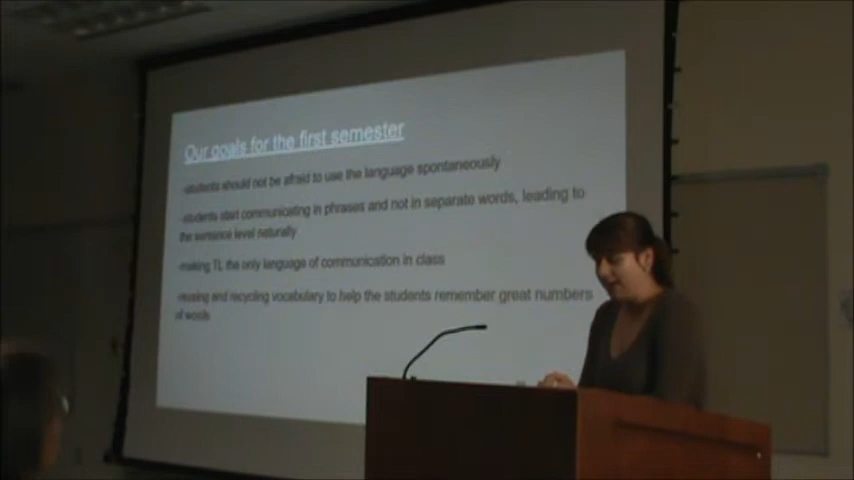 Our goals for the first semester
-students should not be afraid to use the language spontaneously
-students start communicating in phrases and not in separate words, leading to
the sentence level naturally
-making TL the only language of communication in class
-reusing and recycling vocabulary to help the students remember great numbers
of words